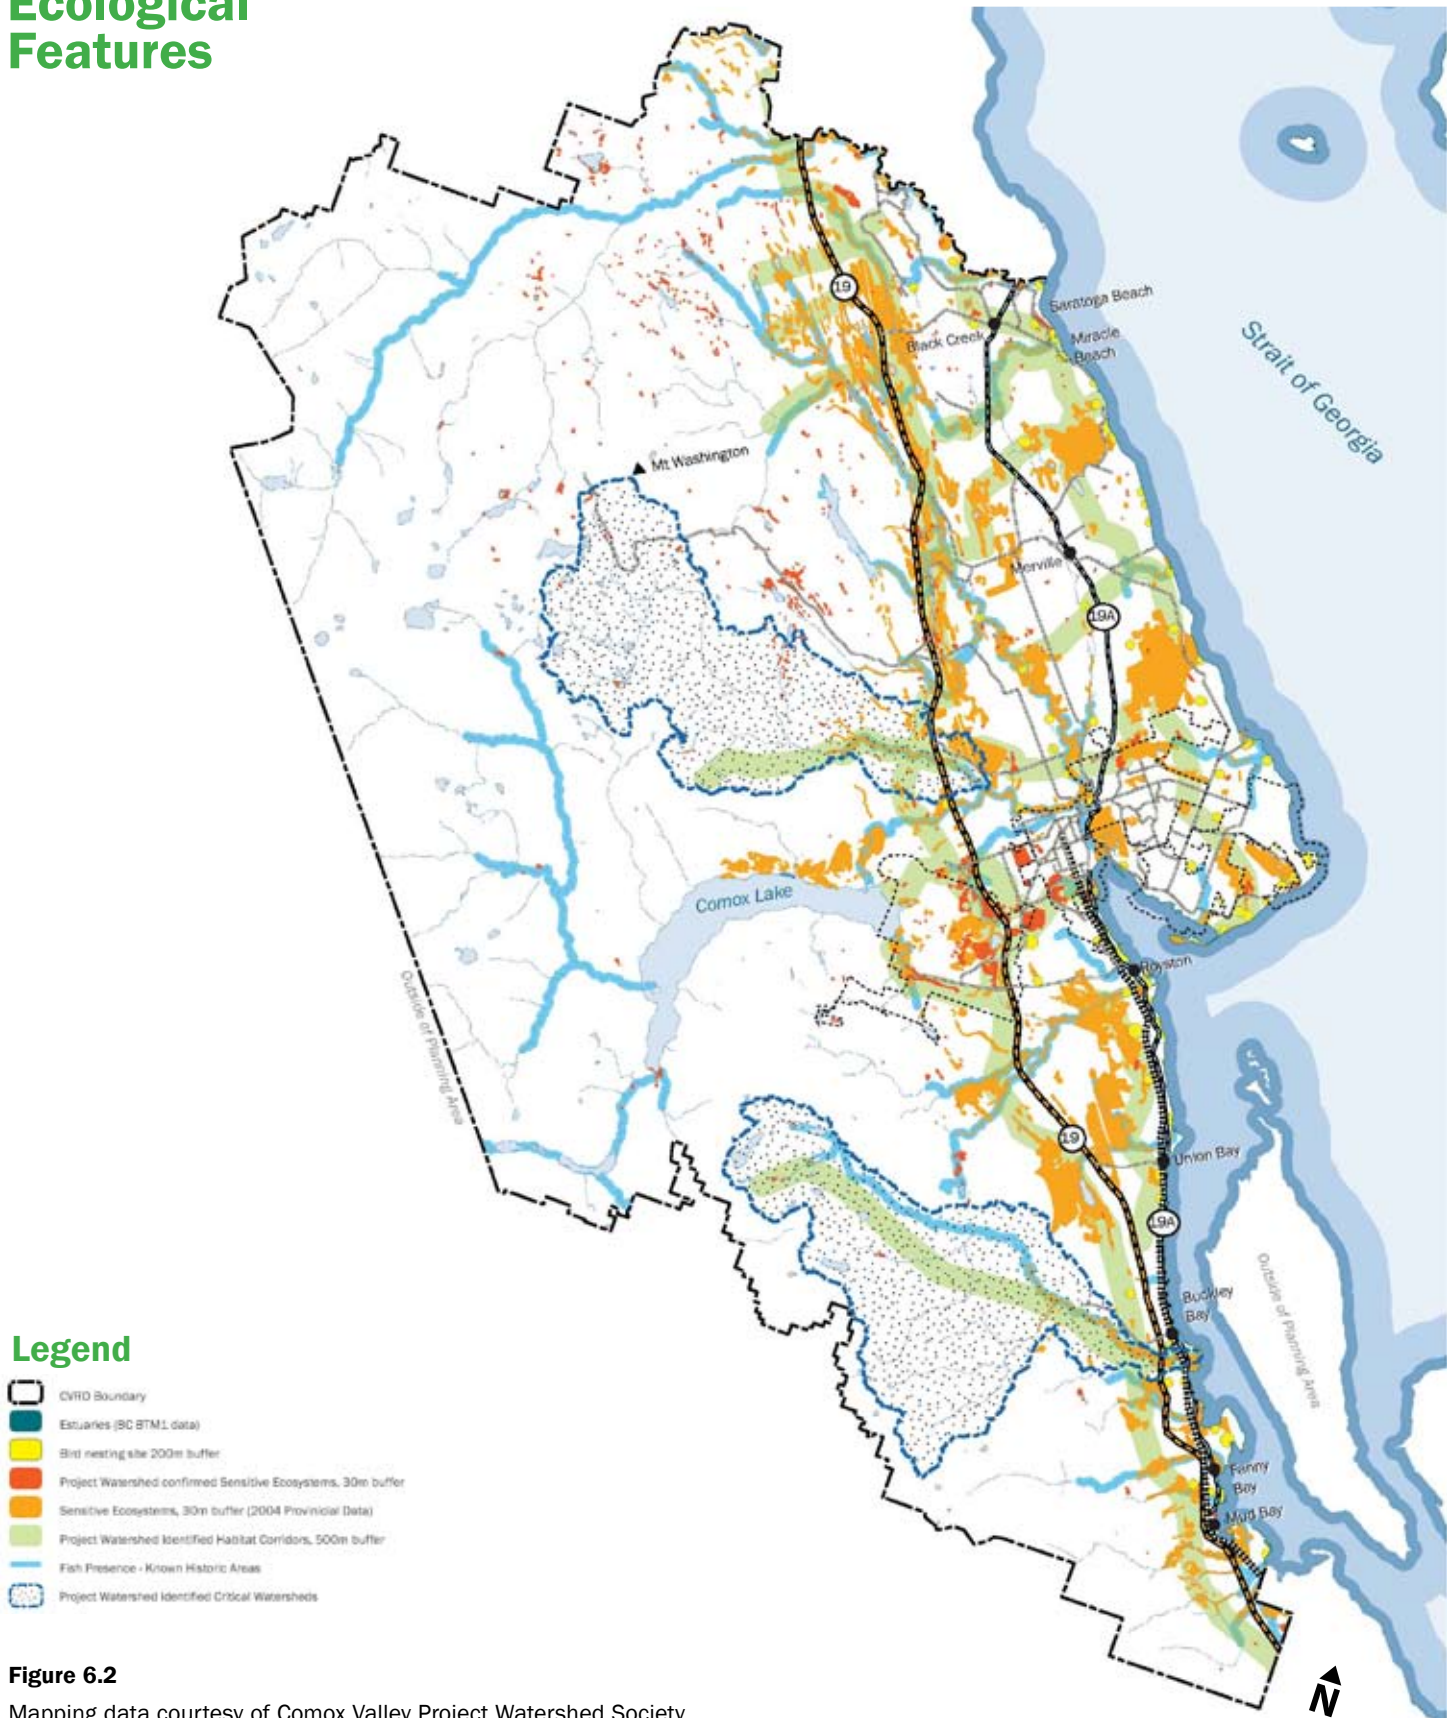 Ecological
Features
19
Saratoga Beach
Black Creek
Miracle
Beach
Strait of Georgia
Mt Washington
Merville
19A
Comox Lake
Royston
Outside of Planning Area
19
Union Bay
19A
Outside of Planning Area
Buckley
Bay
Fanny
Bay
Mud Bay
Legend
CVRD Boundary
Estuaries (BC BTM1 data)
Bird nesting site 200m buffer
Project Watershed confirmed Sensitive Ecosystems, 30m buffer
Sensitive Ecosystems, 30m buffer (2004 Provinicial Data)
Project Watershed Identified Habitat Corridors, 500m buffer
Fish Presence - Known Historic Areas
Project Watershed Identified Critical Watersheds
Figure 6.2
Mapping data courtesy of Comox Valley Project Watershed Society
N